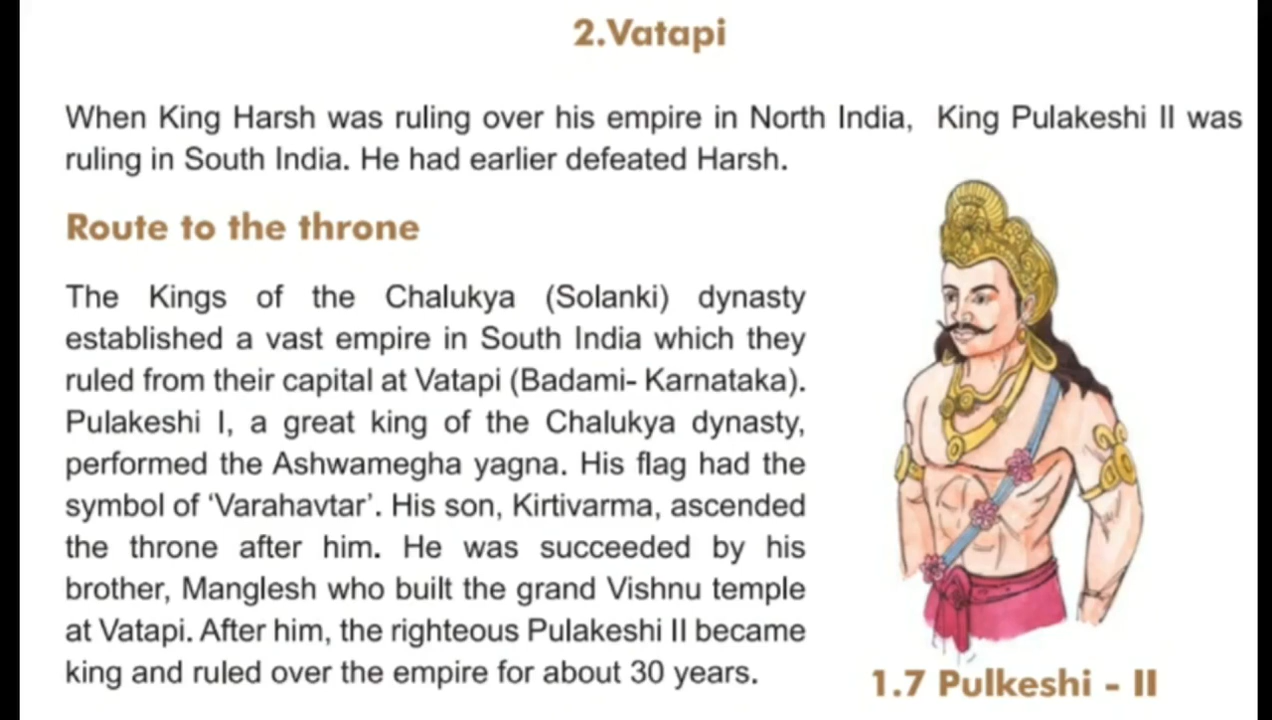 2.Vatapi
When King Harsh was ruling over his empire in North India, King Pulakeshi II was
ruling in South India. He had earlier defeated Harsh.
Route to the throne
The Kings of the Chalukya (Solanki) dynasty
established a vast empire in South India which they
ruled from their capital at Vatapi (Badami- Karnataka).
Pulakeshi I, a great king of the Chalukya dynasty,
performed the Ashwamegha yagna. His flag had the
symbol of ‘Varahavtar’. His son, Kirtivarma, ascended
the throne after him. He was succeeded by his
brother, Manglesh who built the grand Vishnu temple
at Vatapi. After him, the righteous Pulakeshi II became
king and ruled over the empire for about 30 years.
1.7 Pulkeshi - II